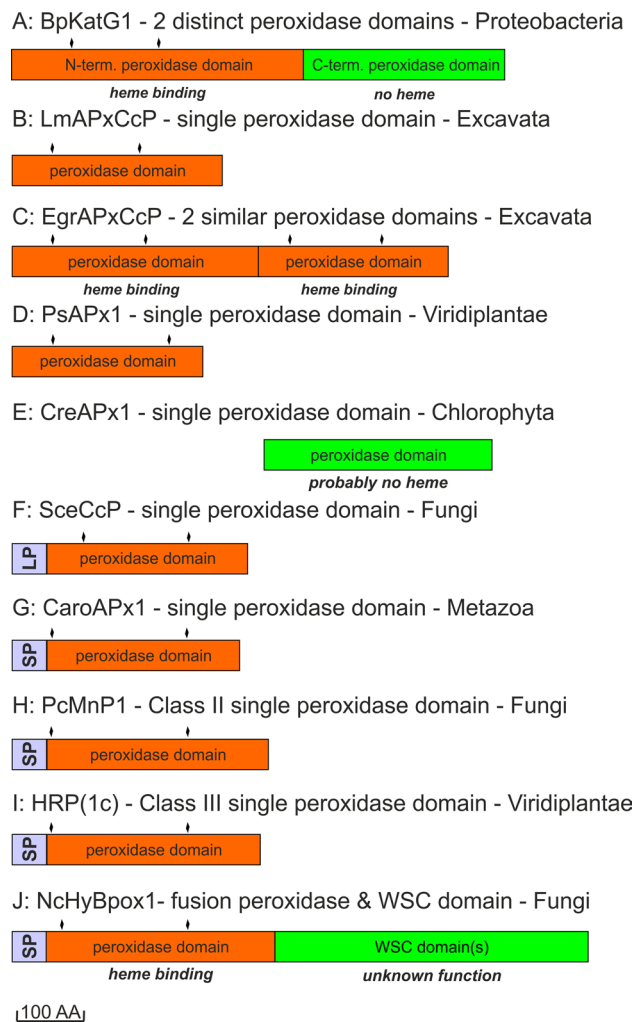 A: BpKatG1 - 2 distinct peroxidase domains - Proteobacteria
N-term. peroxidase domain C-term. peroxidase domain
heme binding no heme
B: LmAPxCcP - single peroxidase domain - Excavata
peroxidase domain
C: EgrAPxCcP - 2 similar peroxidase domains - Excavata
peroxidase domain peroxidase domain
heme binding heme binding
D: PsAPx1 - single peroxidase domain - Viridiplantae
peroxidase domain
E: CreAPx1 - single peroxidase domain - Chlorophyta
peroxidase domain
probably no heme
F: SceCcP - single peroxidase domain - Fungi
LP peroxidase domain
G: CaroAPx1 - single peroxidase domain - Metazoa
SP peroxidase domain
H: PcMnP1 - Class II single peroxidase domain - Fungi
SP peroxidase domain
I: HRP(1c) - Class III single peroxidase domain - Viridiplantae
SP peroxidase domain
J: NcHyBpox1- fusion peroxidase & WSC domain - Fungi
SP peroxidase domain WSC domain(s)
heme binding unknown function
100 AA